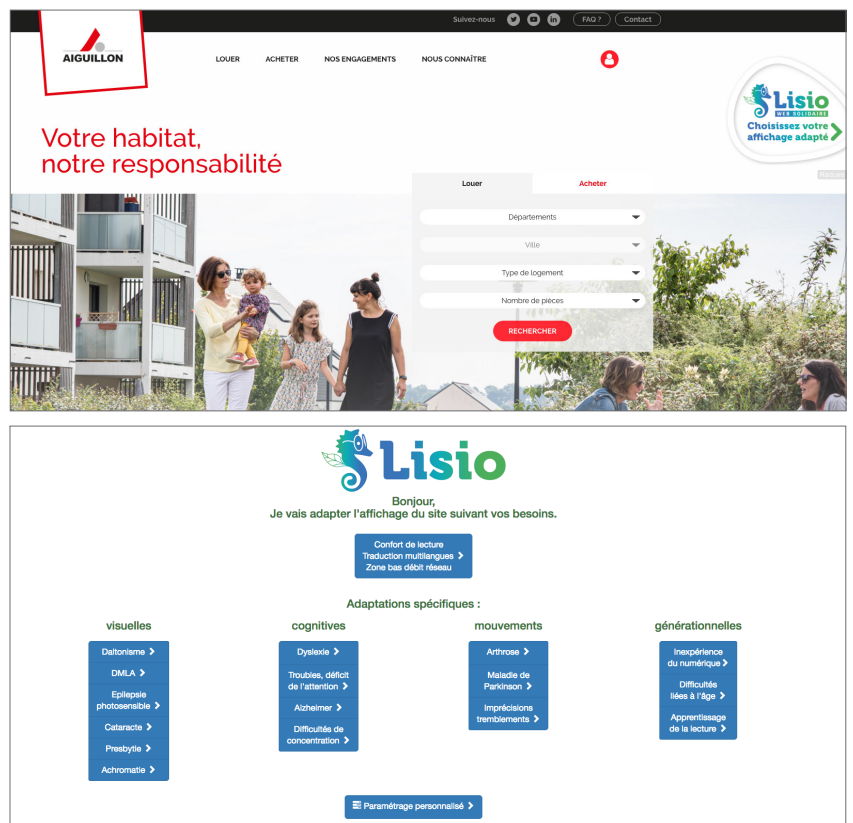 Suivez-nous
FAQ ?
Contact
AIGUILLON
LOUER
ACHETER
NOS ENGAGEMENTS
NOUS CONNAÎTRE
Lisio
WEB SOLIDAIRE
Choisissez votre
affichage adapté
Votre habitat,
notre responsabilité
Louer
Acheter
Départements
Ville
Type de logement
Nombre de pièces
RECHERCHER
Lisio
Bonjour,
Je vais adapter l'affichage du site suivant vos besoins.
Confort de lecture
Traduction multilangues
Zone bas débit réseau
Adaptations spécifiques :
visuelles
Daltonisme
DMLA
Epilepsie
photosensible
Cataracte
Presbytie
Achromatie
cognitives
Dyslexie
Troubles, déficit
de l'attention
Alzheimer
Difficultés de
concentration
mouvements
Arthrose
Maladie de
Parkinson
Imprécisions
tremblements
générationnelles
Inexpérience
du numérique
Difficultés
liées à l'âge
Apprentissage
de la lecture
Paramétrage personnalisé